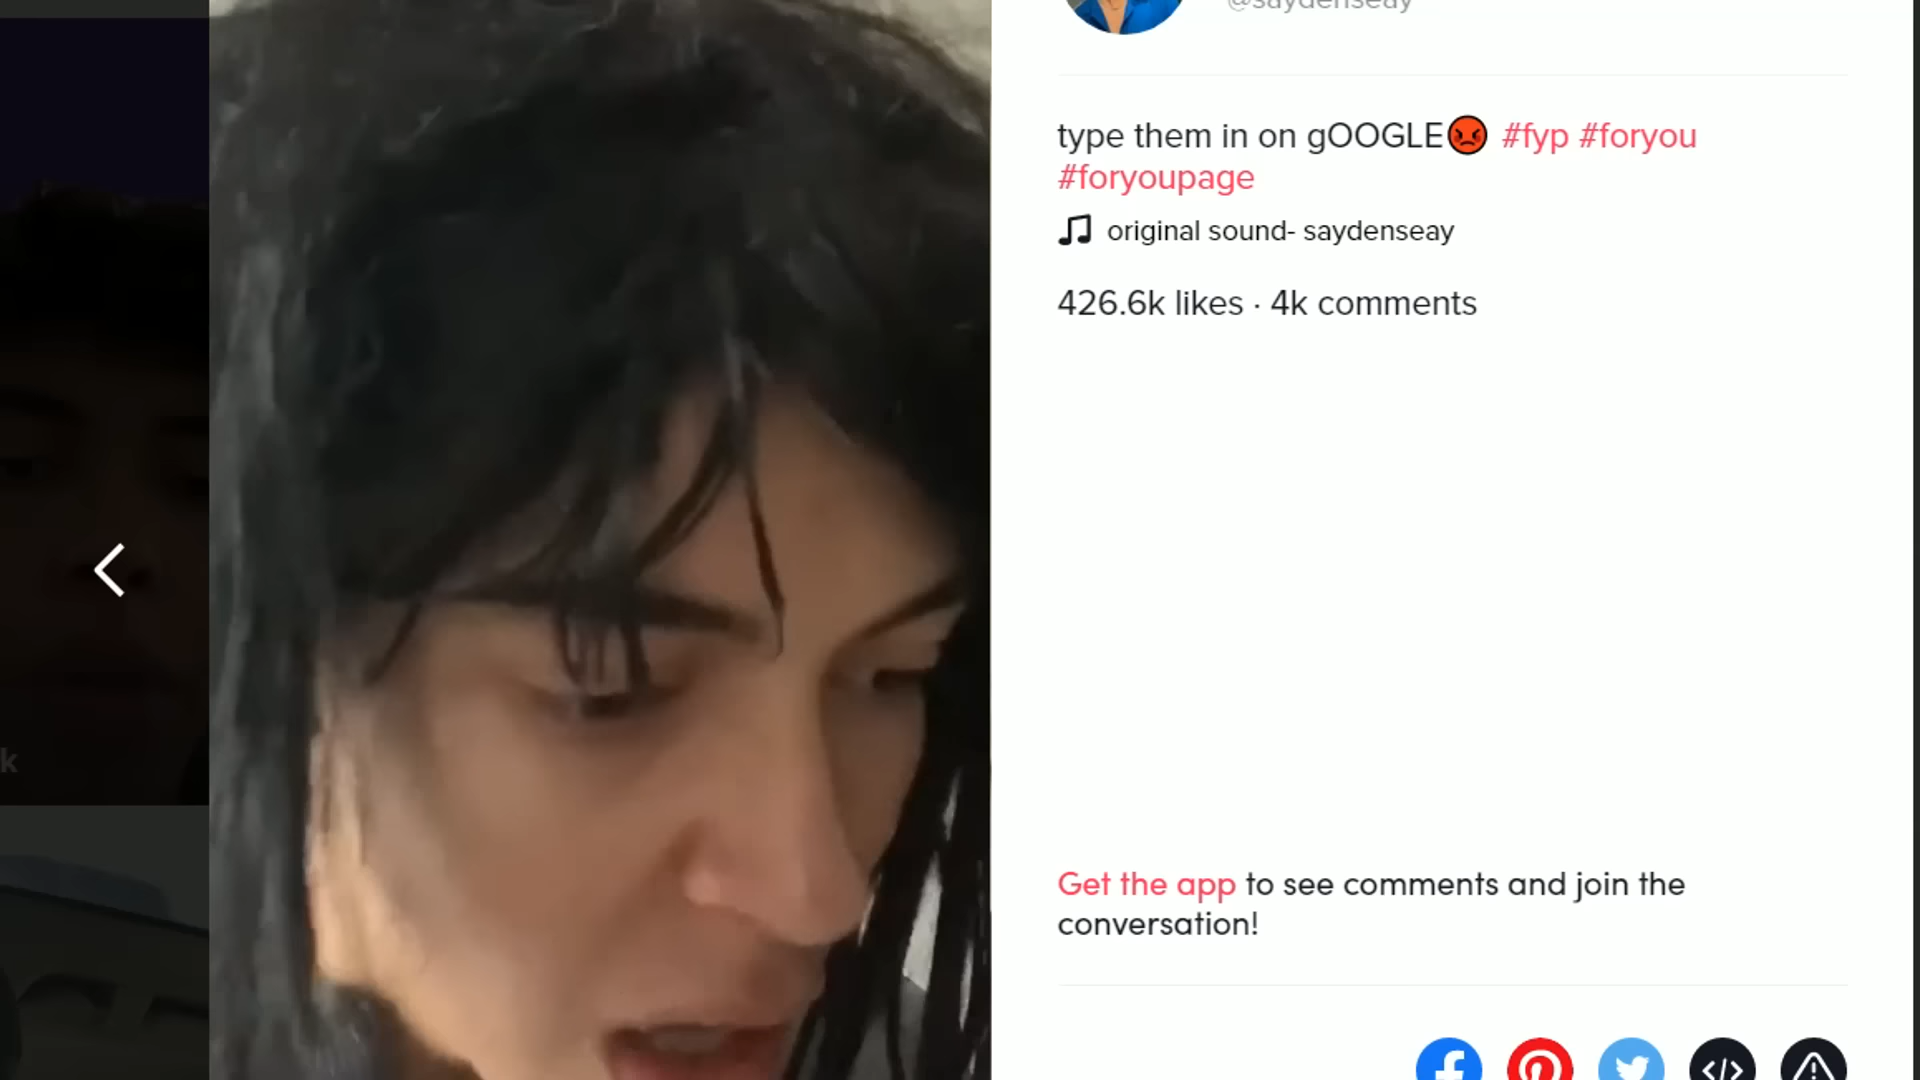 @saydenseay
type them in on gOOGLE😡 #fyp #foryou
#foryoupage
original sound- saydenseay
426.6k likes · 4k comments
k
Get the app to see comments and join the
conversation!